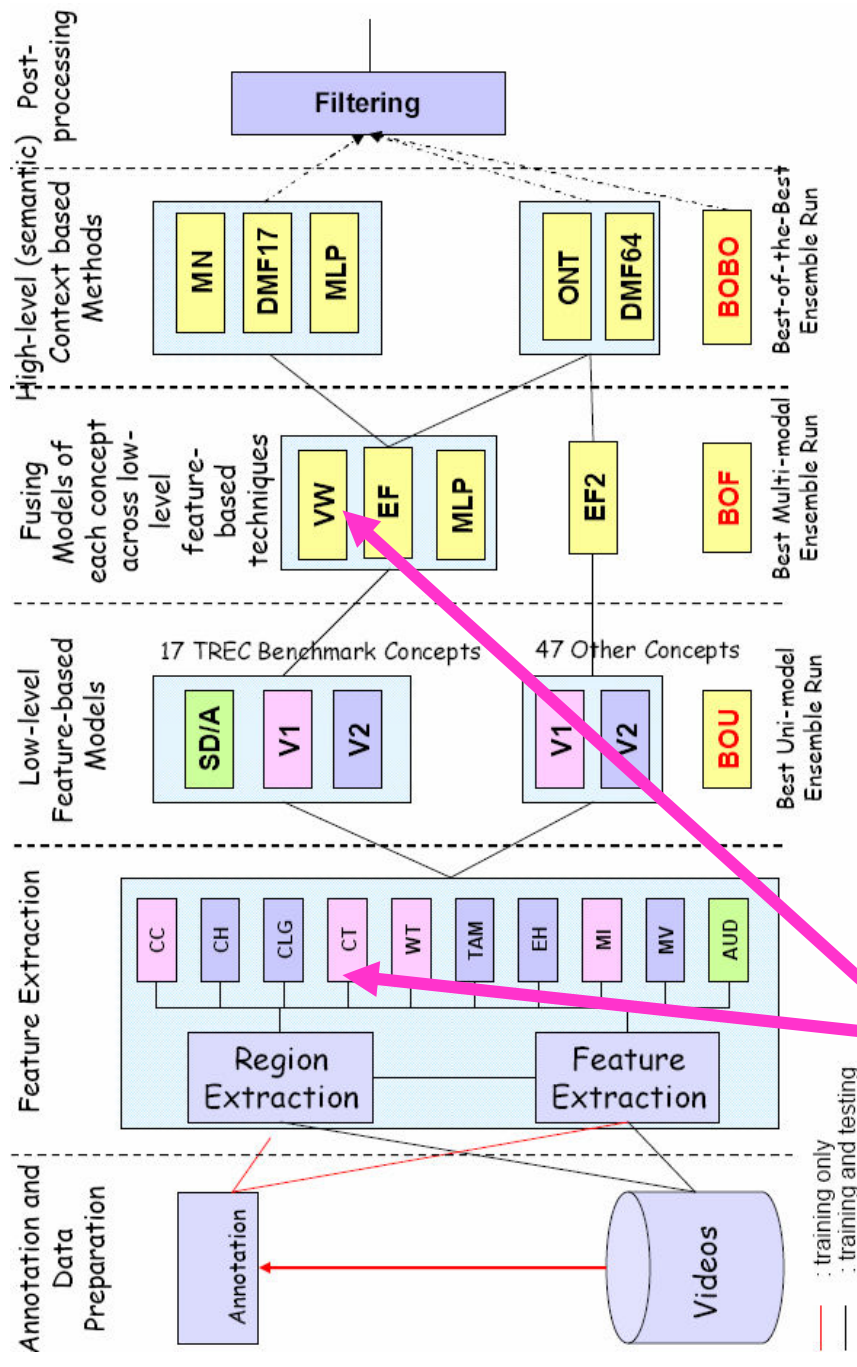 Annotation and
Data
Preparation
Feature Extraction
Low-level
Feature-based
Models
Fusing
Models of
each concept
across low-
level
feature-
based
techniques
High-level (semantic)
Context based
Methods
Post-
processing
Annotation
Videos
Region
Extraction
Feature
Extraction
CC
CH
CLG
CT
WT
TAM
EH
MI
MV
AUD
SD/A
V1
V2
17 TREC Benchmark Concepts
47 Other Concepts
V1
V2
BOU
Best Uni-model
Ensemble Run
VW
EF
MLP
EF2
BOF
Best Multi-modal
Ensemble Run
MN
DMF17
MLP
ONT
DMF64
BOBO
Best-of-the-Best
Ensemble Run
Filtering
: training only
: training and testing